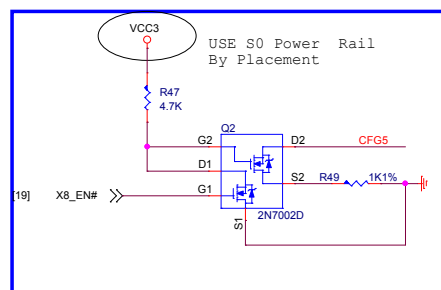 VCC3
USE S0 Power Rail
By Placement
R47
4.7K
Q2
G2
D2
CFG5
D1
S2
R49
1K1%
[19]
X8_EN#
G1
S1
2N7002D